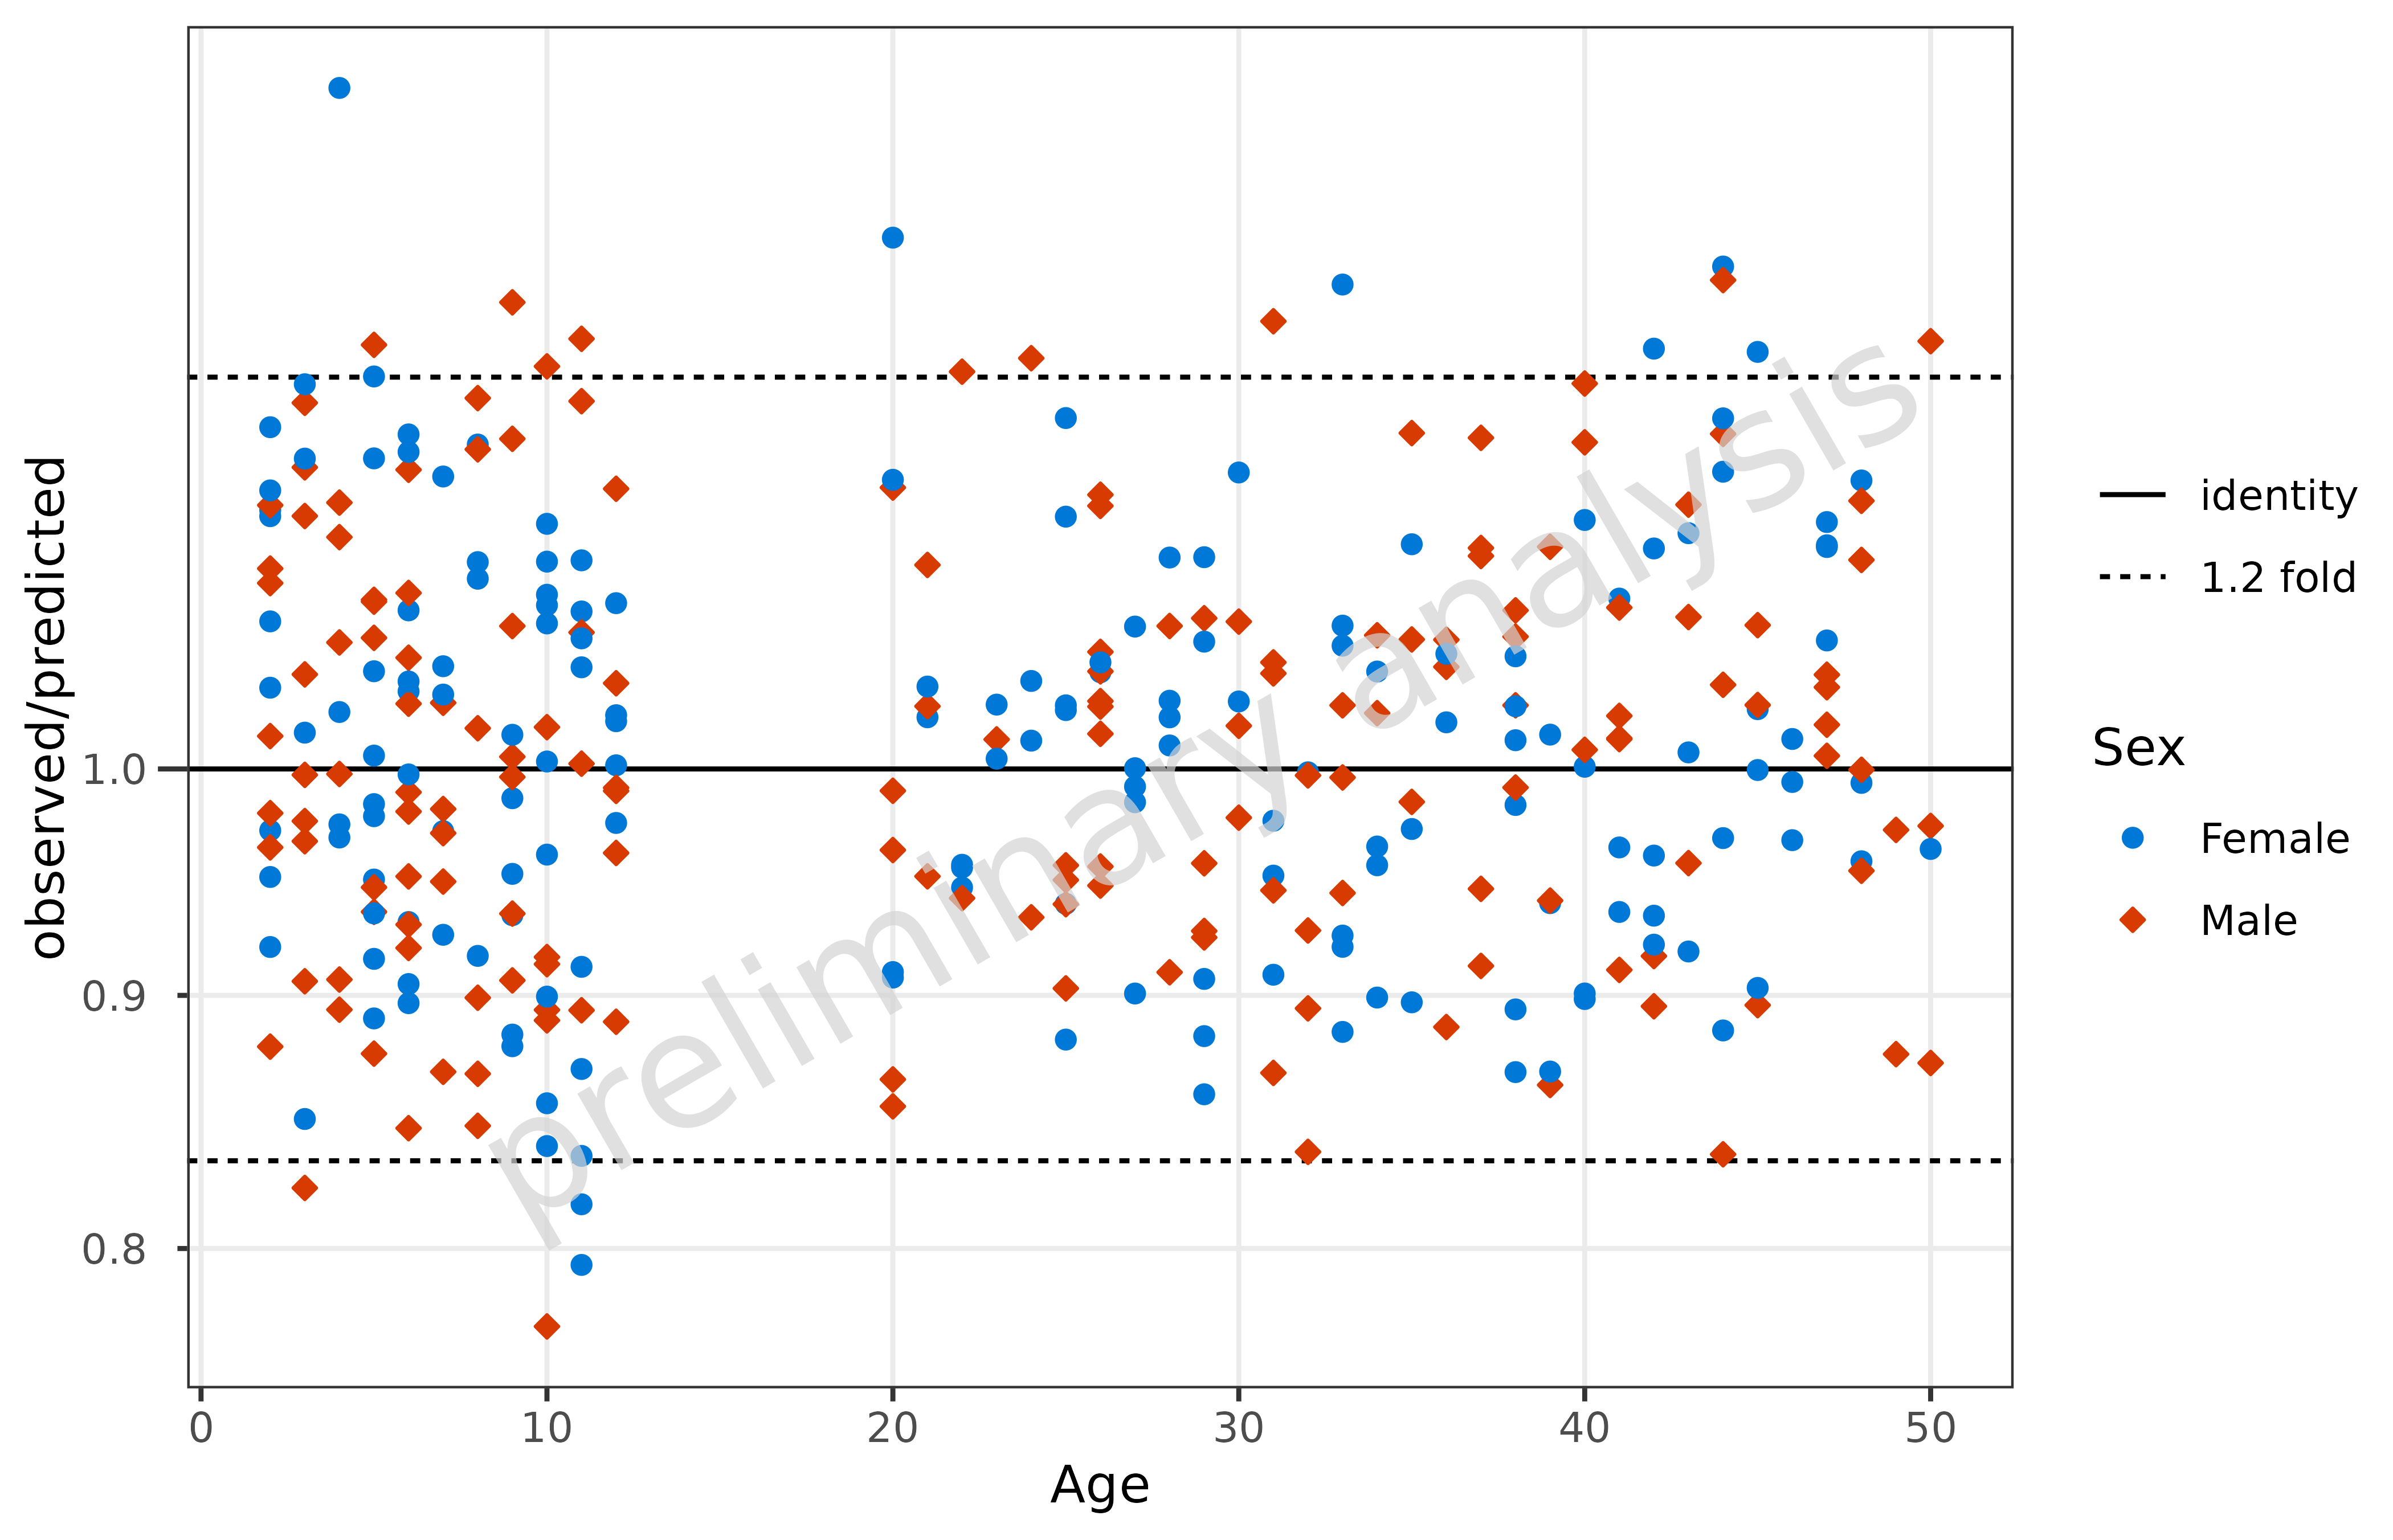 observed/predicted
1.0
0.9
0.8
0
10
20
30
40
50
Age
preliminary analysis
identity
1.2 fold
Sex
Female
Male